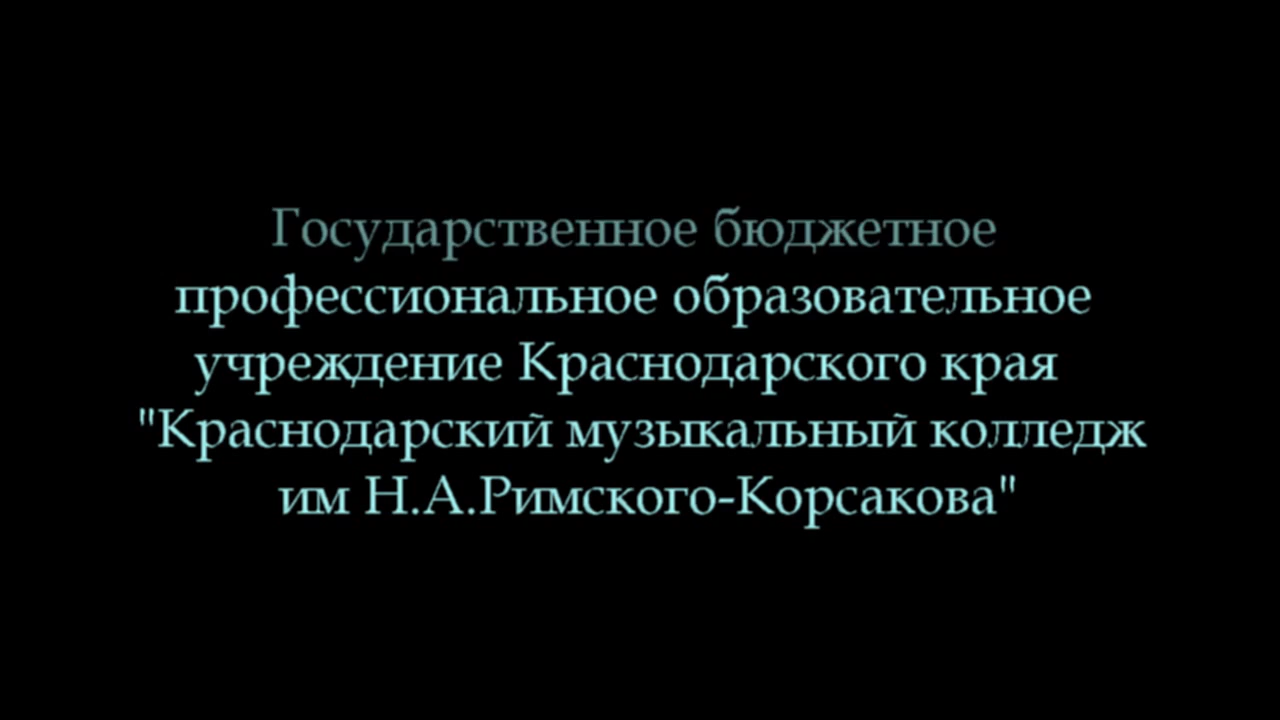 Государственное бюджетное
профессиональное образовательное
учреждение Краснодарского края
"Краснодарский музыкальный колледж
им Н.А.Римского-Корсакова"